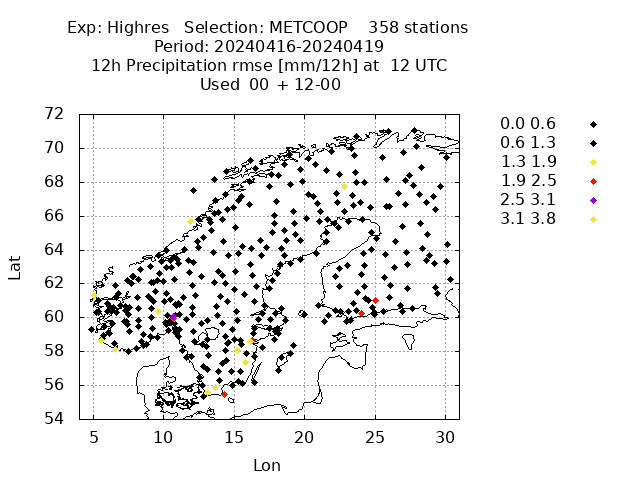 Exp: Highres Selection: METCOOP 358 stations
Period: 20240416-20240419
12h Precipitation rmse [mm/12h] at 12 UTC
Used 00 + 12-00
72
70
68
66
64
62
60
58
56
54
Lat
5 10 15 20 25 30
Lon
0.0 0.6
0.6 1.3
1.3 1.9
1.9 2.5
2.5 3.1
3.1 3.8